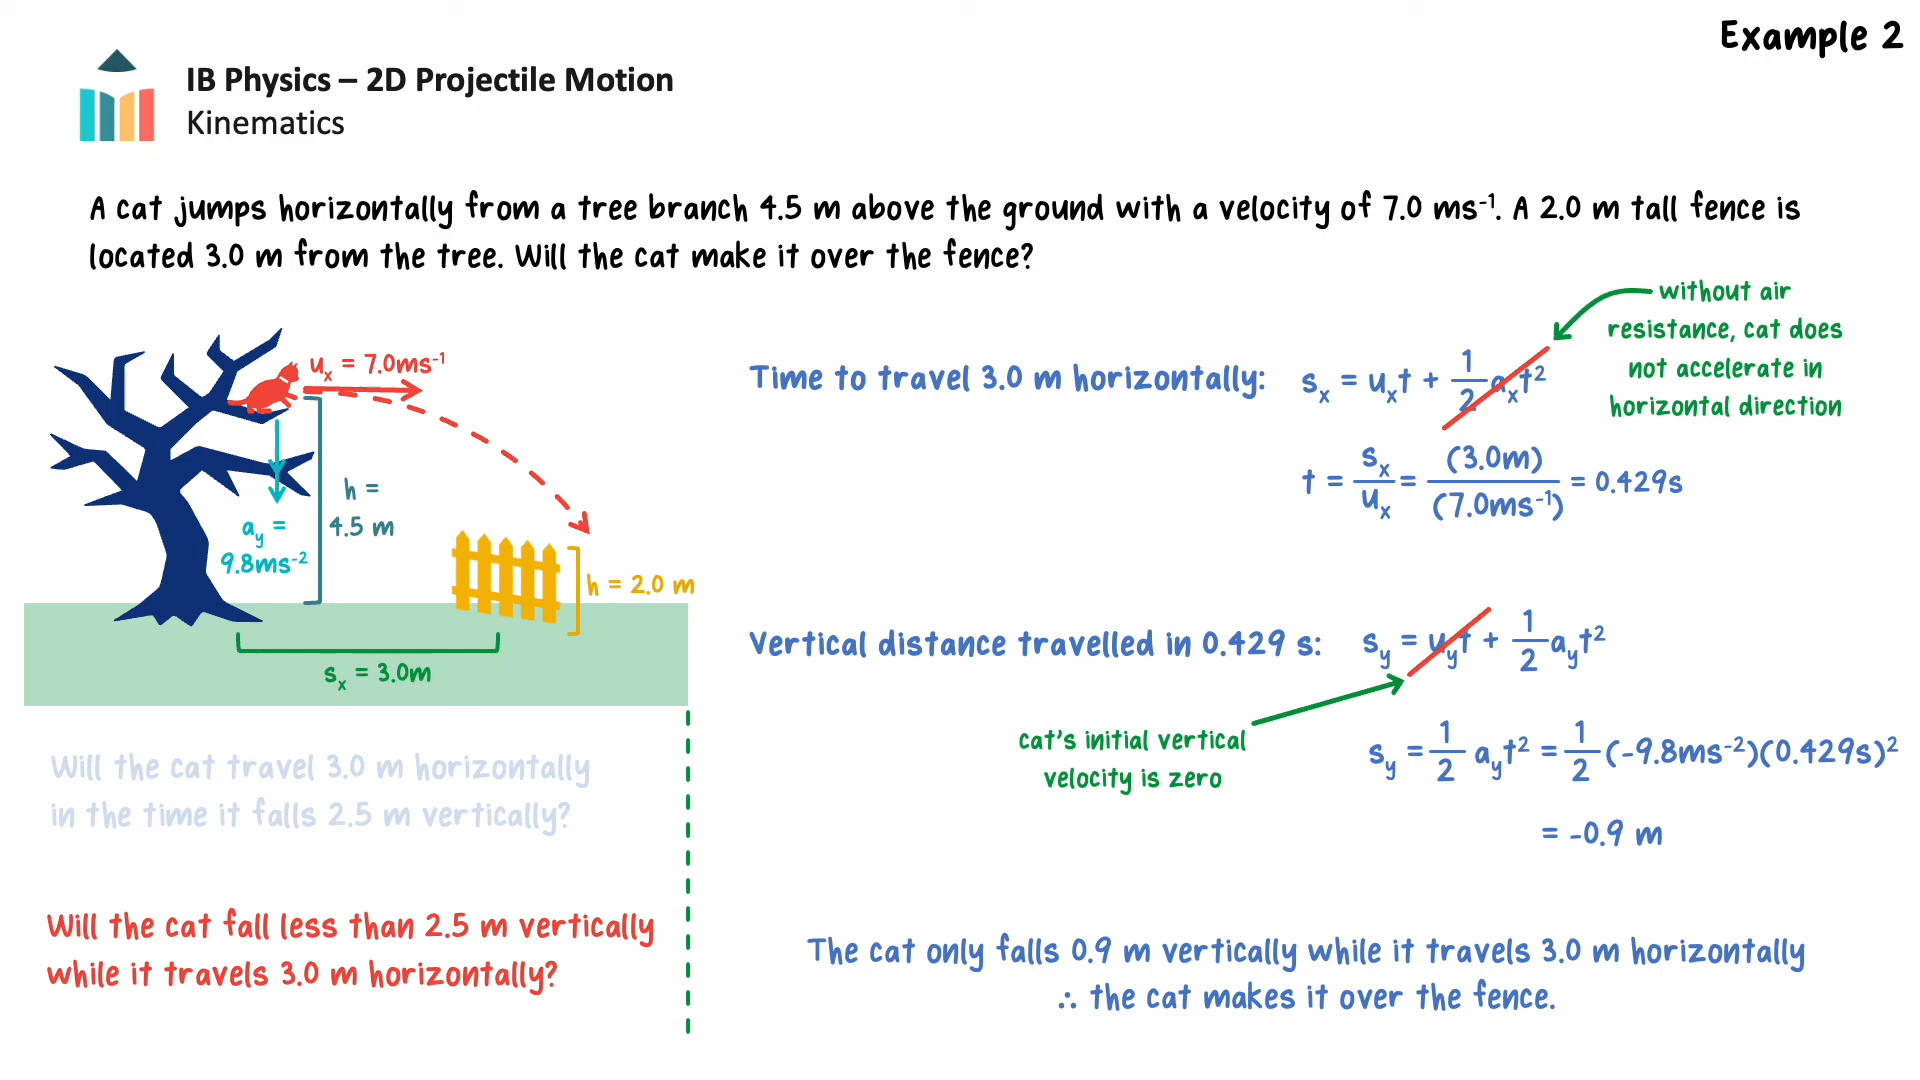 Example 2
IB Physics – 2D Projectile Motion
Kinematics
A cat jumps horizontally from a tree branch 4.5 m above the ground with a velocity of 7.0 ms⁻¹. A 2.0 m tall fence is
located 3.0 m from the tree. Will the cat make it over the fence?
uₓ = 7.0ms⁻¹
h =
4.5 m
a_y =
9.8ms⁻²
h = 2.0 m
sₓ = 3.0m
Will the cat travel 3.0 m horizontally
in the time it falls 2.5 m vertically?
Will the cat fall less than 2.5 m vertically
while it travels 3.0 m horizontally?
Time to travel 3.0 m horizontally: sₓ = uₓt + 1/2 aₓt²
without air
resistance, cat does
not accelerate in
horizontal direction
t = sₓ/uₓ = (3.0m)/(7.0ms⁻¹) = 0.429s
Vertical distance travelled in 0.429 s: s_y = u_yt + 1/2 a_yt²
cat's initial vertical
velocity is zero
s_y = 1/2 a_yt² = 1/2 (-9.8ms⁻²)(0.429s)²
= -0.9 m
The cat only falls 0.9 m vertically while it travels 3.0 m horizontally
∴ the cat makes it over the fence.